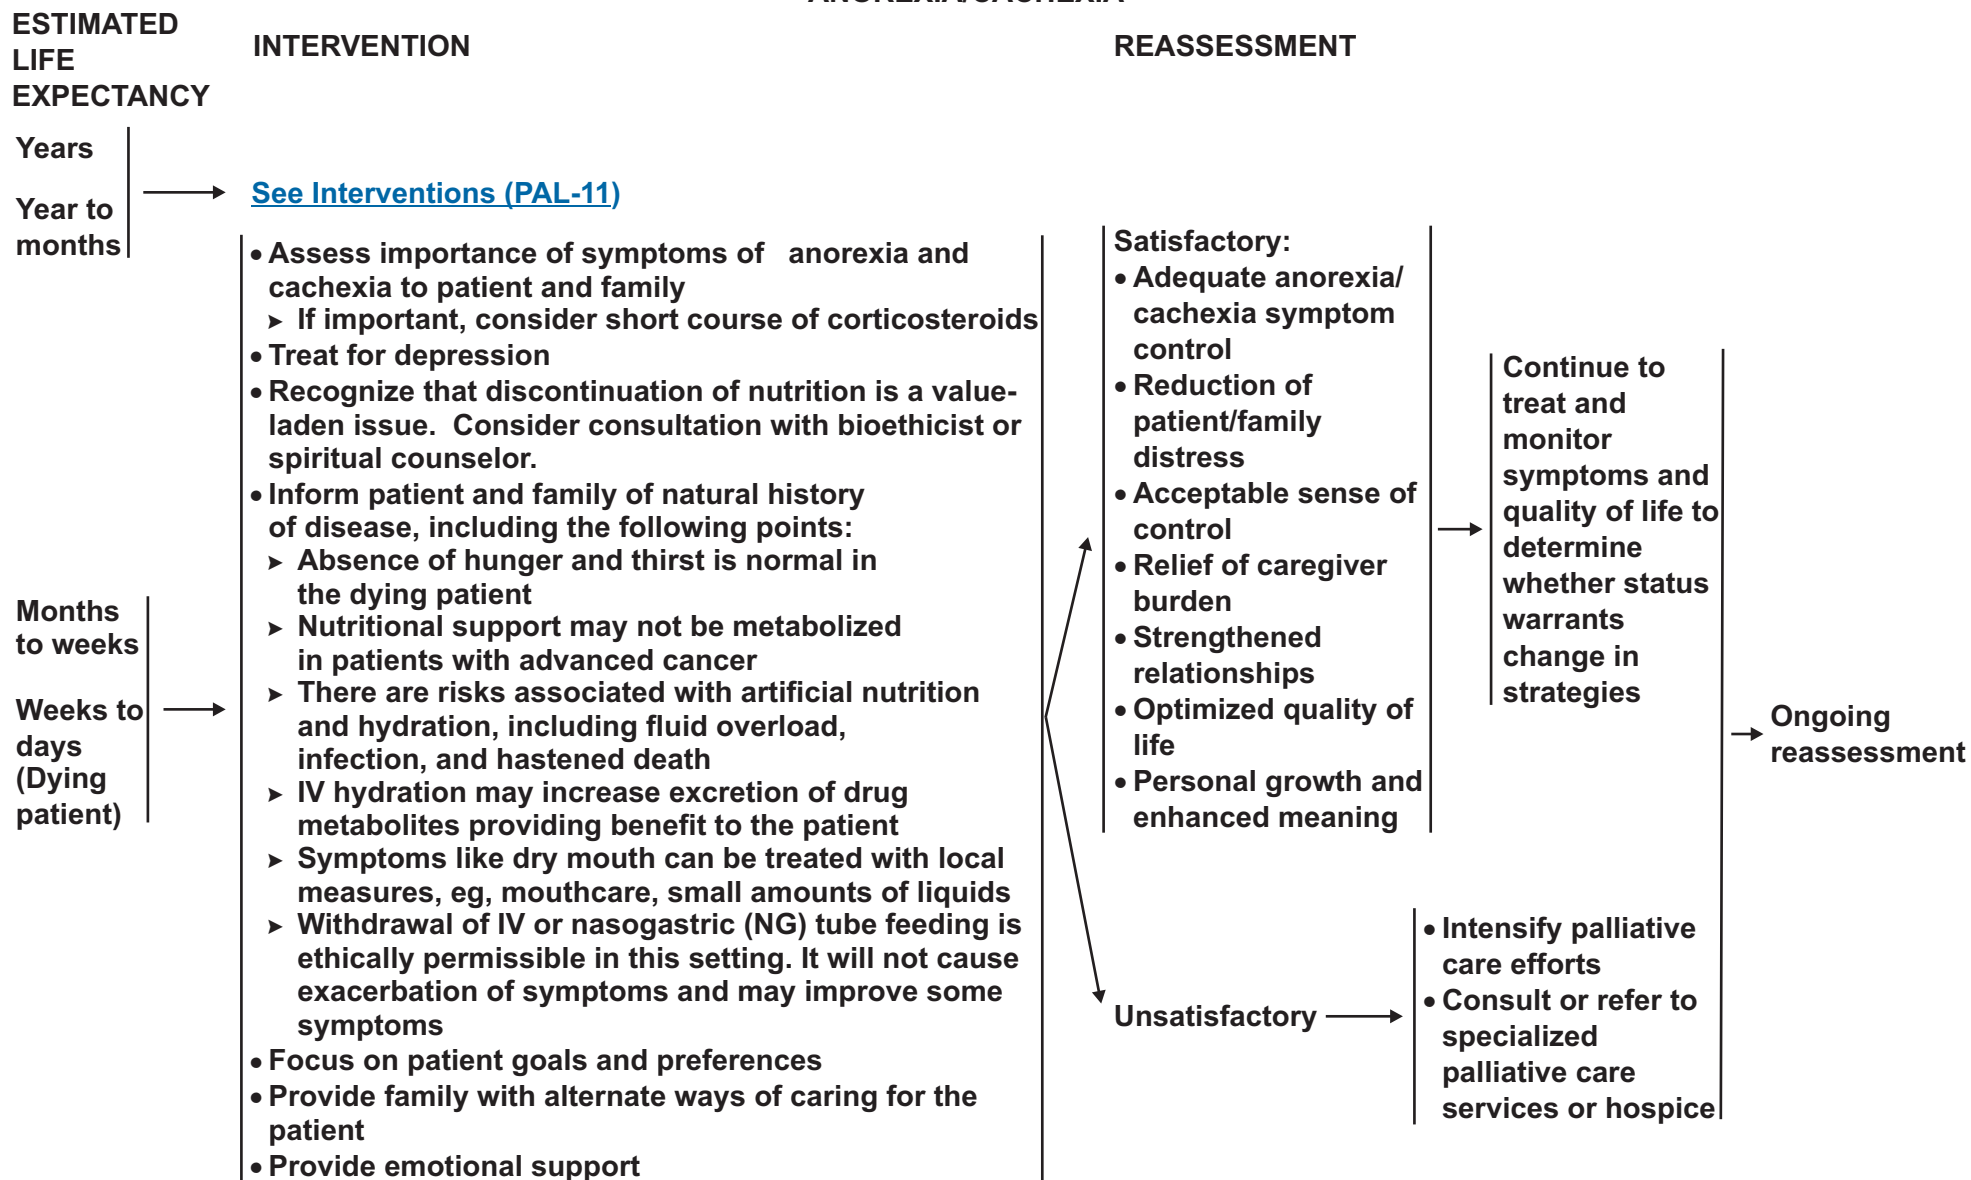 ESTIMATED
LIFE
EXPECTANCY
INTERVENTION
REASSESSMENT
Years
Year to
months
See Interventions (PAL-11)
• Assess importance of symptoms of   anorexia and
cachexia to patient and family
➤ If important, consider short course of corticosteroids
• Treat for depression
• Recognize that discontinuation of nutrition is a value-
laden issue.  Consider consultation with bioethicist or
spiritual counselor.
• Inform patient and family of natural history
of disease, including the following points:
➤ Absence of hunger and thirst is normal in
the dying patient
➤ Nutritional support may not be metabolized
in patients with advanced cancer
➤ There are risks associated with artificial nutrition
and hydration, including fluid overload,
infection, and hastened death
➤ IV hydration may increase excretion of drug
metabolites providing benefit to the patient
➤ Symptoms like dry mouth can be treated with local
measures, eg, mouthcare, small amounts of liquids
➤ Withdrawal of IV or nasogastric (NG) tube feeding is
ethically permissible in this setting. It will not cause
exacerbation of symptoms and may improve some
symptoms
• Focus on patient goals and preferences
• Provide family with alternate ways of caring for the
patient
• Provide emotional support
Months
to weeks
Weeks to
days
(Dying
patient)
Satisfactory:
• Adequate anorexia/
cachexia symptom
control
• Reduction of
patient/family
distress
• Acceptable sense of
control
• Relief of caregiver
burden
• Strengthened
relationships
• Optimized quality of
life
• Personal growth and
enhanced meaning
Continue to
treat and
monitor
symptoms and
quality of life to
determine
whether status
warrants
change in
strategies
Unsatisfactory
• Intensify palliative
care efforts
• Consult or refer to
specialized
palliative care
services or hospice
Ongoing
reassessment